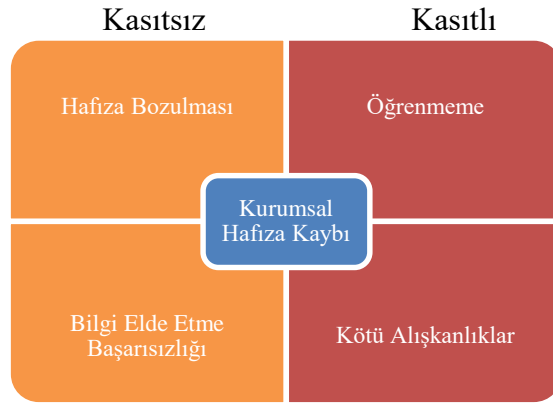 Kasıtsız
Kasıtlı
Hafıza Bozulması
Öğrenmeme
Kurumsal
Hafıza Kaybı
Bilgi Elde Etme
Başarısızlığı
Kötü Alışkanlıklar